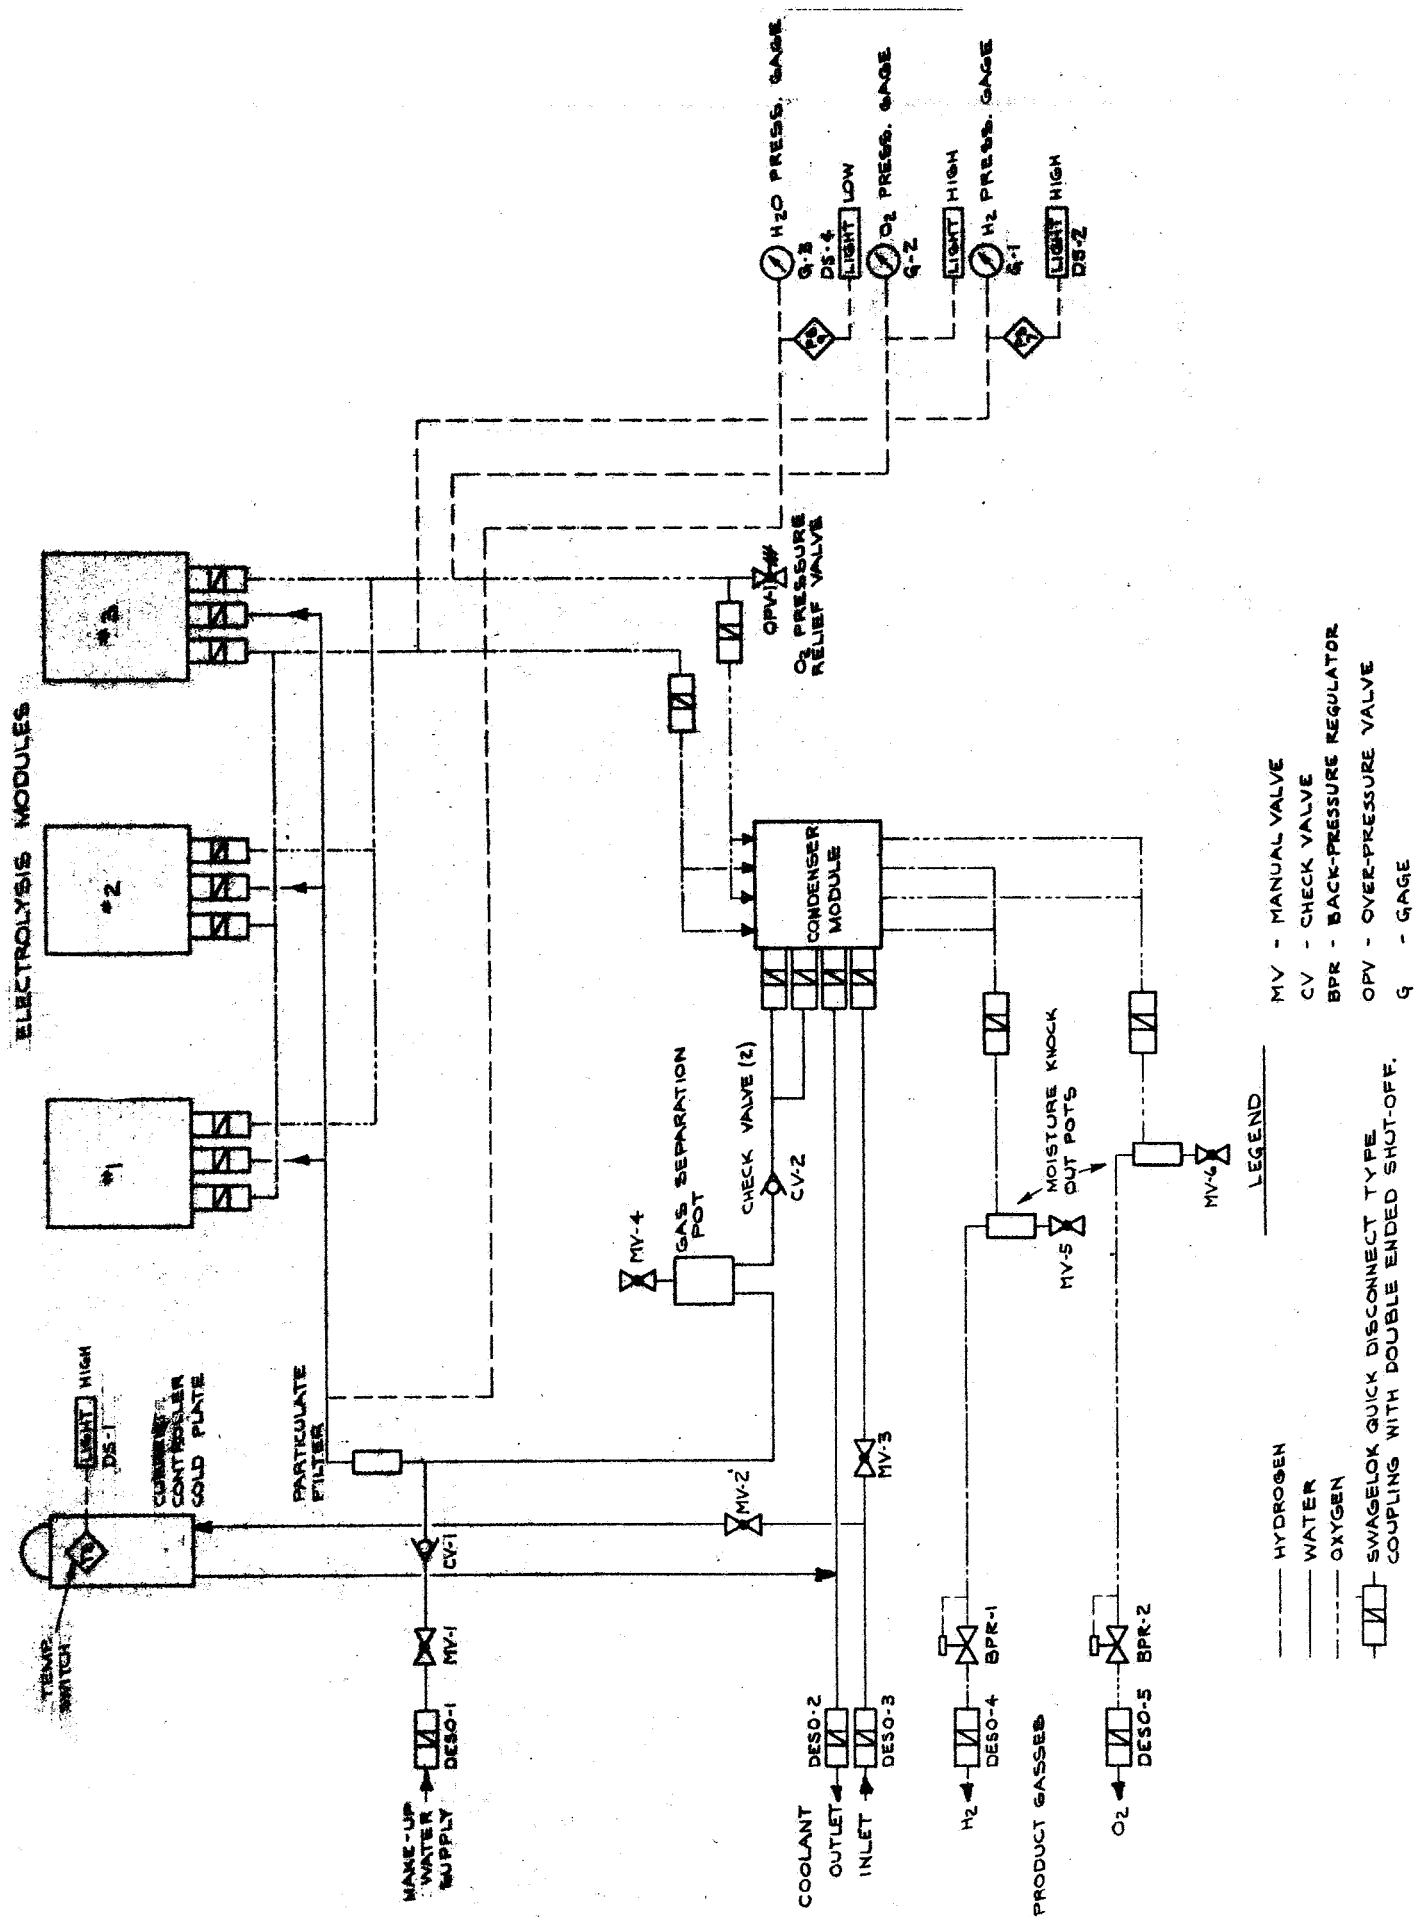 ELECTROLYSIS MODULES
#1
#2
#3
TEMP.
SWITCH
TS
LIGHT HIGH
DS-1
CONTROLLER
COLD PLATE
PARTICULATE
FILTER
MAKE-UP
WATER
SUPPLY
DESO-1
MV-1
CV-1
MV-2
MV-3
MV-4
GAS SEPARATION
POT
CHECK VALVE (2)
CV-2
CONDENSER
MODULE
OPV-1
O2 PRESSURE
RELIEF VALVE
H2O PRESS. GAGE
G-3
DS-4
LIGHT LOW
O2 PRESS. GAGE
G-2
LIGHT HIGH
H2 PRESS. GAGE
G-1
LIGHT HIGH
DS-2
COOLANT
OUTLET
INLET
DESO-2
DESO-3
MOISTURE KNOCK
OUT POTS
MV-5
MV-6
BPR-1
BPR-2
DESO-4
DESO-5
H2
PRODUCT GASSES
O2
LEGEND
HYDROGEN
WATER
OXYGEN
SWAGELOK QUICK DISCONNECT TYPE
COUPLING WITH DOUBLE ENDED SHUT-OFF.
MV - MANUAL VALVE
CV - CHECK VALVE
BPR - BACK-PRESSURE REGULATOR
OPV - OVER-PRESSURE VALVE
G - GAGE